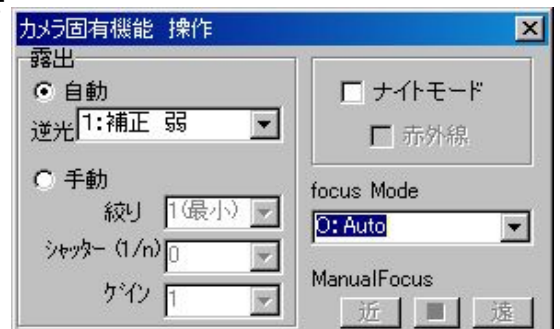 カメラ固有機能 操作
露出
自動
逆光 1:補正 弱
手動
絞り 1(最小)
シャッター (1/n) 0
ゲイン 1
ナイトモード
赤外線
focus Mode
0: Auto
ManualFocus
近 ■ 遠